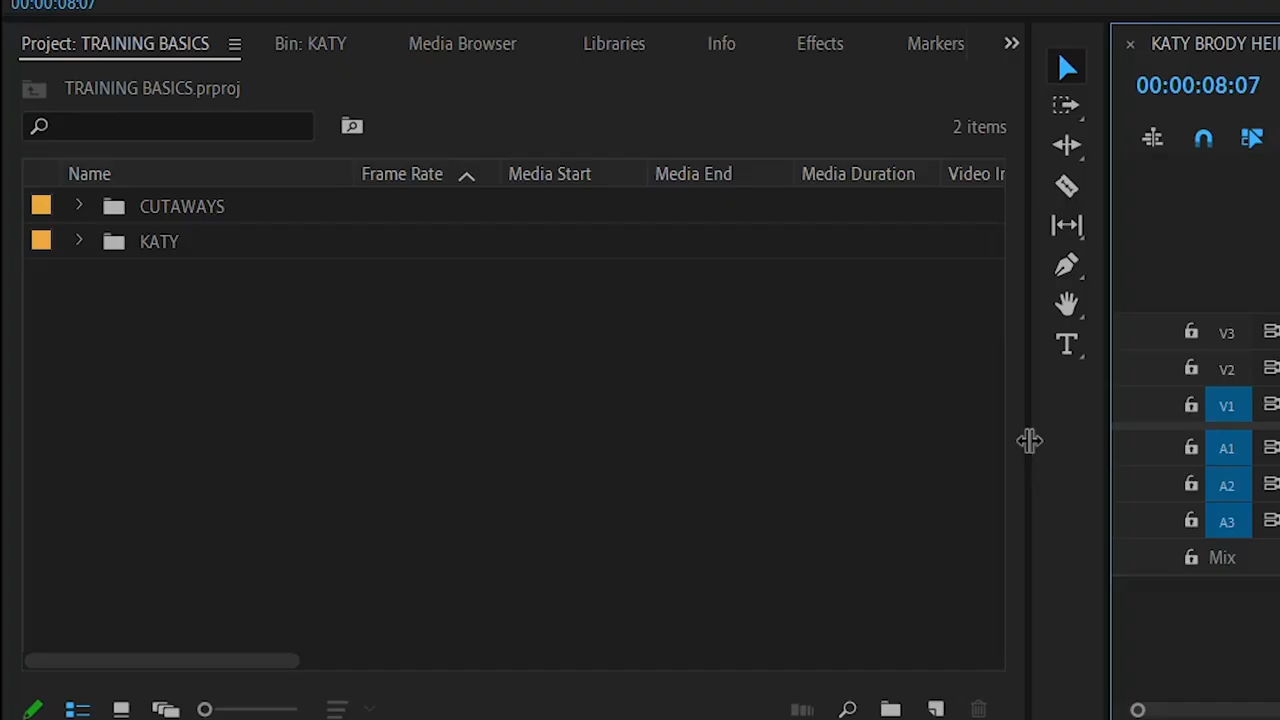 00:00:08:07
Project: TRAINING BASICS
Bin: KATY
Media Browser
Libraries
Info
Effects
Markers
TRAINING BASICS.prproj
2 items
Name
Frame Rate
Media Start
Media End
Media Duration
Video In
CUTAWAYS
KATY
KATY BRODY HEI
00:00:08:07
V3
V2
V1
A1
A2
A3
Mix